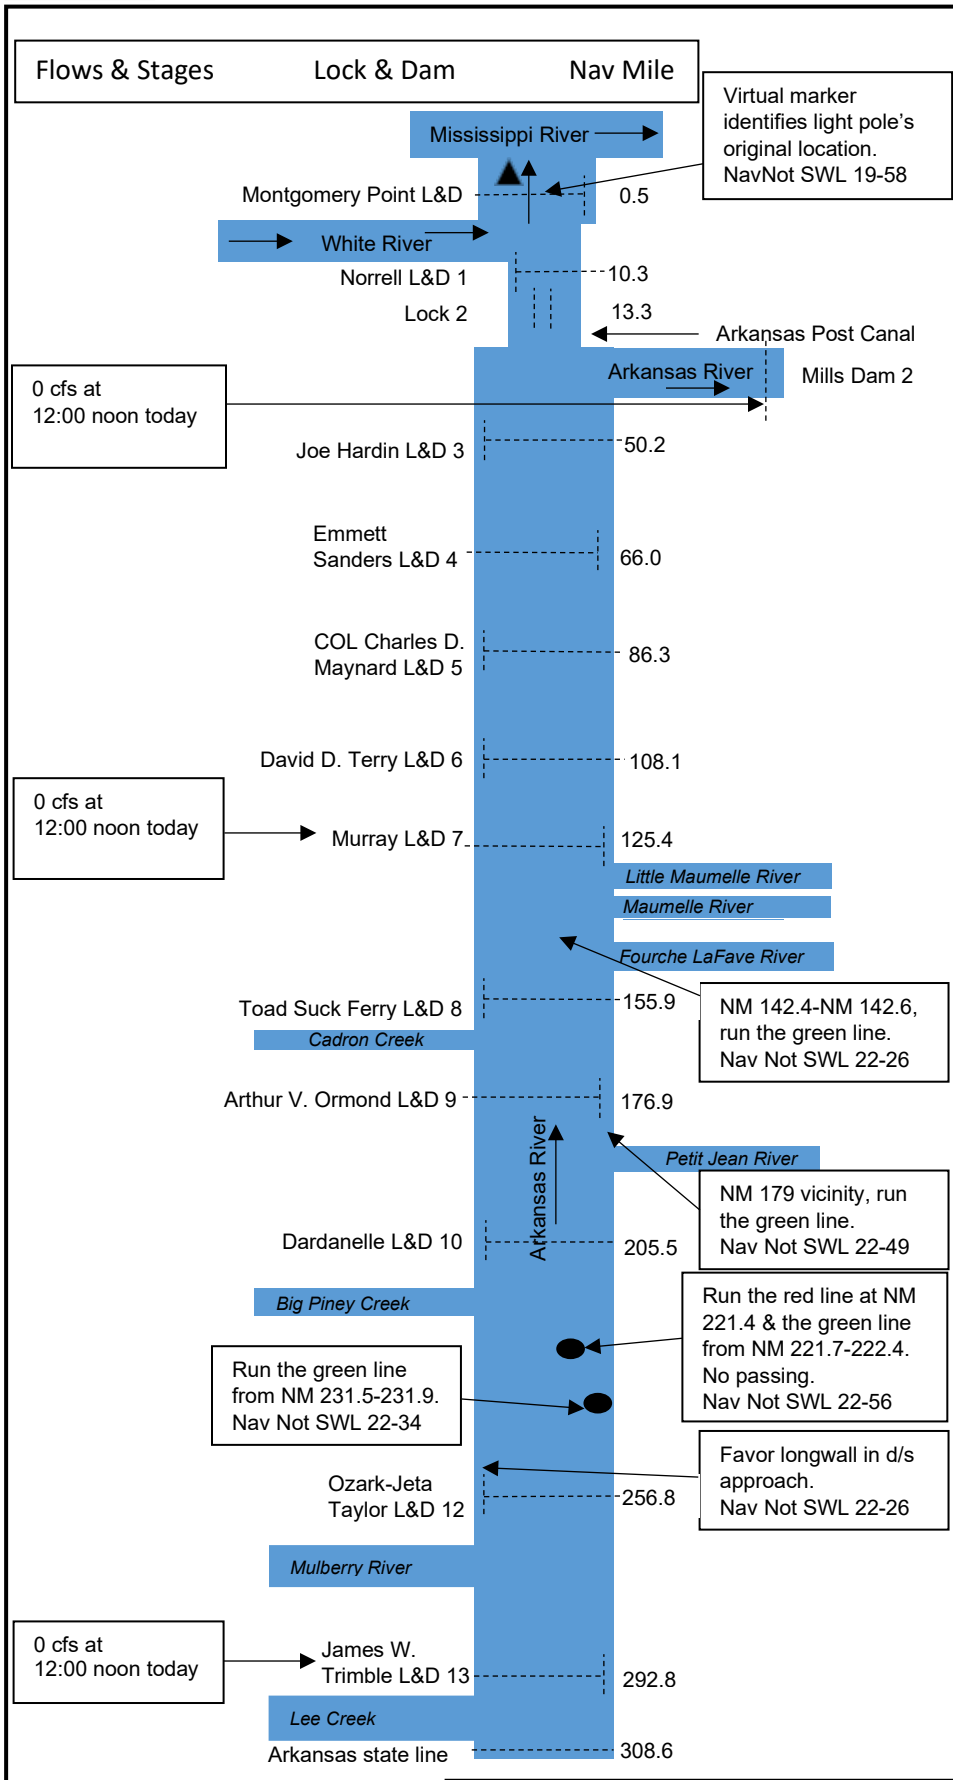 Flows & Stages Lock & Dam Nav Mile
Virtual marker
identifies light pole's
original location.
NavNot SWL 19-58
Mississippi River
Montgomery Point L&D 0.5
White River
Norrell L&D 1 10.3
Lock 2 13.3
Arkansas Post Canal
Arkansas River
Mills Dam 2
0 cfs at
12:00 noon today
Joe Hardin L&D 3 50.2
Emmett
Sanders L&D 4 66.0
COL Charles D.
Maynard L&D 5 86.3
David D. Terry L&D 6 108.1
0 cfs at
12:00 noon today
Murray L&D 7 125.4
Little Maumelle River
Maumelle River
Fourche LaFave River
Toad Suck Ferry L&D 8 155.9
NM 142.4-NM 142.6,
run the green line.
Nav Not SWL 22-26
Cadron Creek
Arthur V. Ormond L&D 9 176.9
Arkansas River
Petit Jean River
NM 179 vicinity, run
the green line.
Nav Not SWL 22-49
Dardanelle L&D 10 205.5
Big Piney Creek
Run the red line at NM
221.4 & the green line
from NM 221.7-222.4.
No passing.
Nav Not SWL 22-56
Run the green line
from NM 231.5-231.9.
Nav Not SWL 22-34
Favor longwall in d/s
approach.
Nav Not SWL 22-26
Ozark-Jeta
Taylor L&D 12 256.8
Mulberry River
0 cfs at
12:00 noon today
James W.
Trimble L&D 13 292.8
Lee Creek
Arkansas state line 308.6